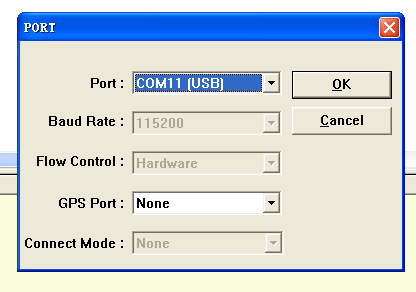 PORT
Port : COM11 (USB) OK
Baud Rate : 115200 Cancel
Flow Control : Hardware
GPS Port : None
Connect Mode : None